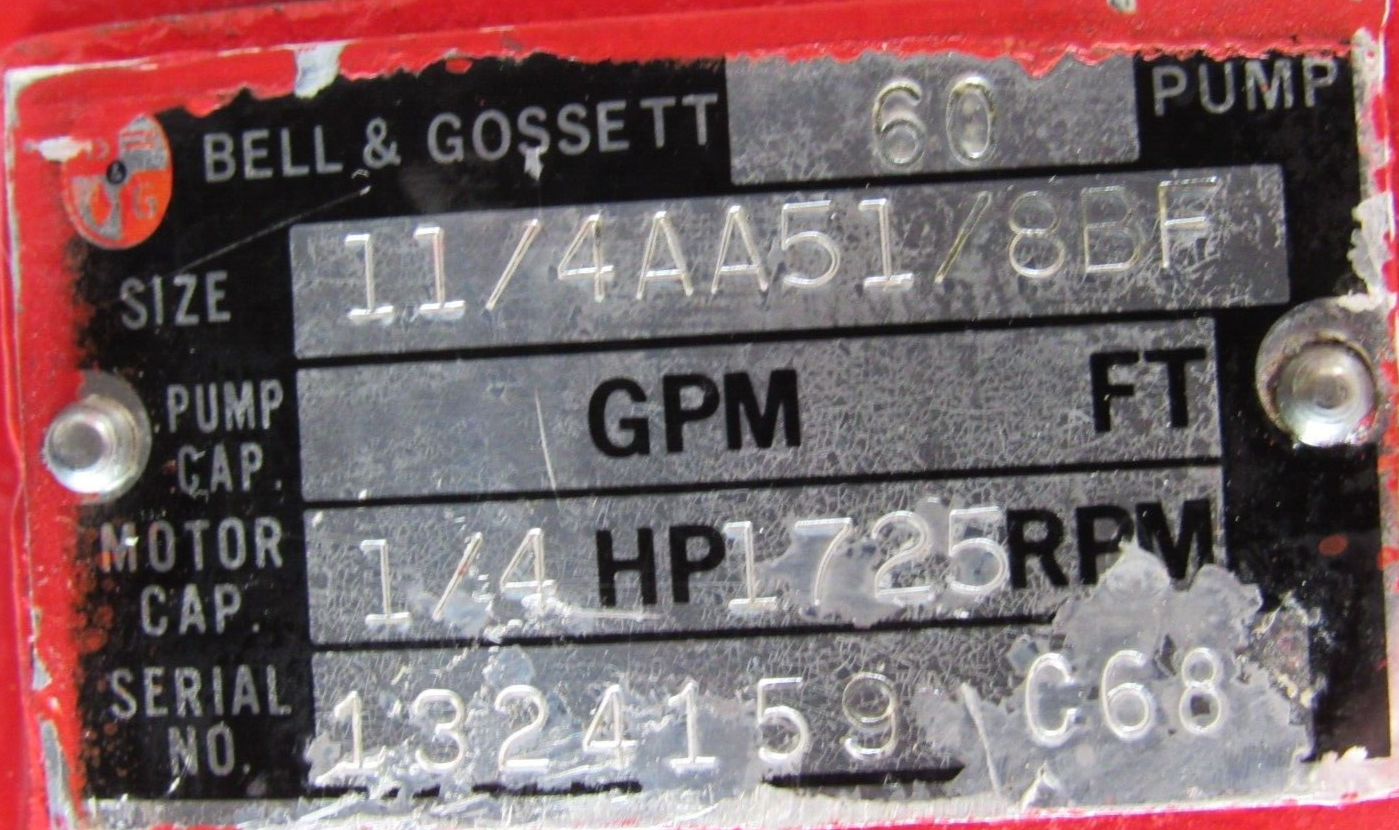 BELL & GOSSETT 60 PUMP
B & G
SIZE 11/4AA51/8BF
PUMP CAP. GPM FT
MOTOR CAP. 1/4 HP 1725 RPM
SERIAL NO. 1324159 C68